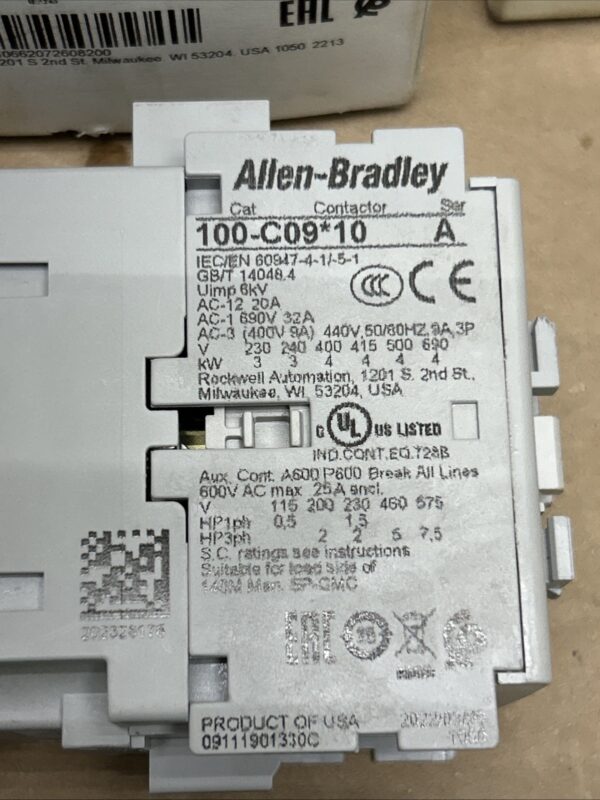 EAC
0662072608200
1201 S 2nd St. Milwaukee. WI 53204. USA 1050 2213
Allen-Bradley
Cat Contactor Ser
100-C09*10 A
IEC/EN 60947-4-1/-5-1
GB/T 14048.4
Uimp 6kV
CCC CE
AC-12 20A
AC-1 690V 32A
AC-3 (400V 9A) 440V,50/60HZ,9A,3P
V 230 240 400 415 500 690
kW 3 3 4 4 4 4
Rockwell Automation, 1201 S. 2nd St.,
Milwaukee, WI, 53204, USA
C UL US LISTED
IND.CONT.EQ.728B
Aux. Cont. A600 P600 Break All Lines
600V AC max 25A encl.
V 115 200 230 460 575
HP1ph 0,5 1,5
HP3ph 2 2 5 7,5
S.C. ratings see instructions
Suitable for load side of
140M Man. SP-CMC
EAC
PRODUCT OF USA
09111901330C